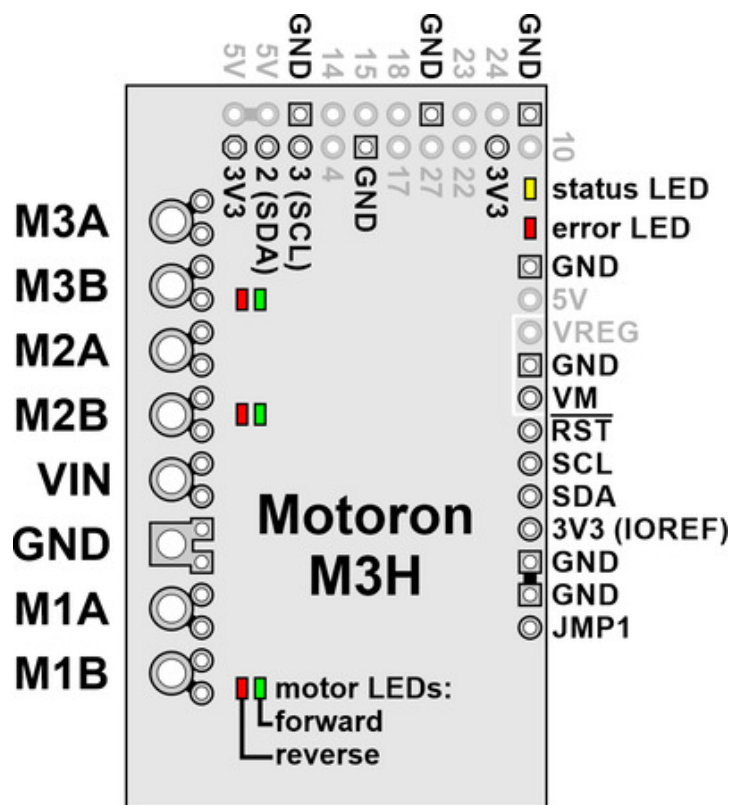 5V 5V GND 14 15 18 GND 23 24 GND
3V3 2 (SDA) 3 (SCL) 4 GND 17 27 22 3V3 10
status LED
error LED
M3A
M3B
M2A
M2B
VIN
GND
M1A
M1B
GND
5V
VREG
GND
VM
RST
SCL
SDA
3V3 (IOREF)
GND
GND
JMP1
Motoron
M3H
motor LEDs:
forward
reverse